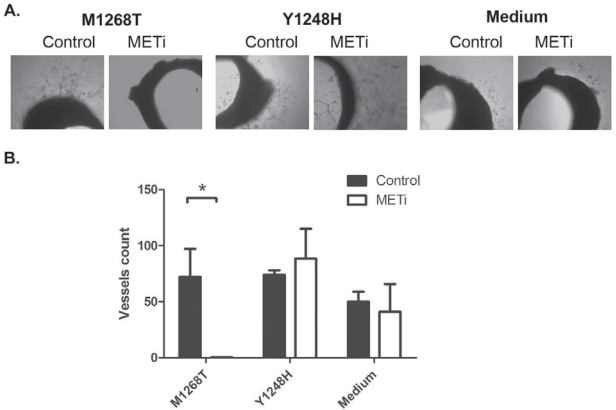 A.
M1268T Y1248H Medium
Control METi Control METi Control METi
B.
Control
METi
150
*
100
50
0
Vessels count
M1268T Y1248H Medium